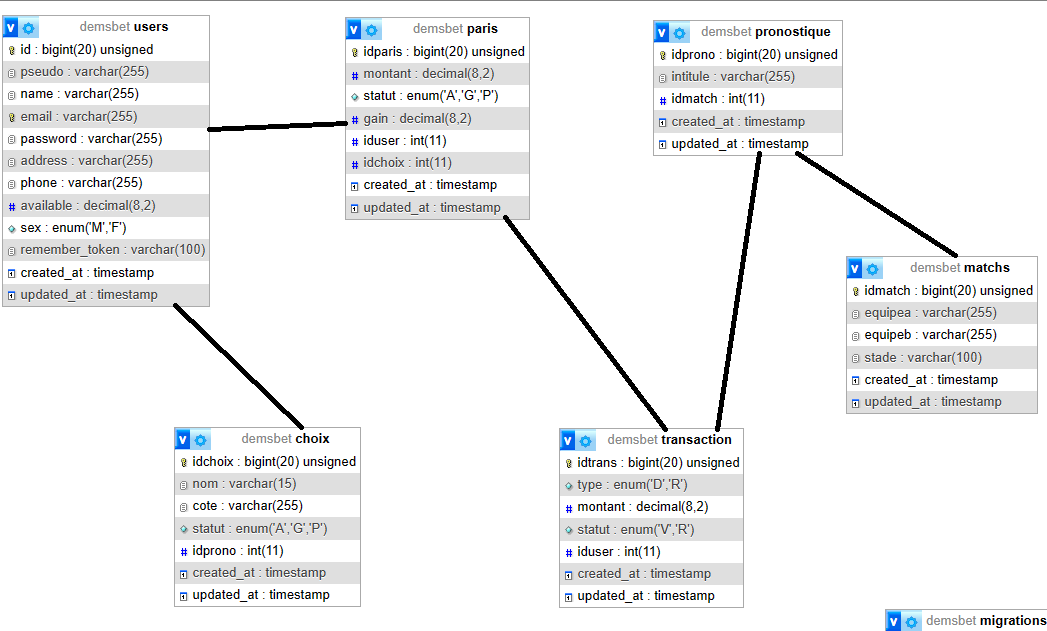 demsbet users
id : bigint(20) unsigned
pseudo : varchar(255)
name : varchar(255)
email : varchar(255)
password : varchar(255)
address : varchar(255)
phone : varchar(255)
available : decimal(8,2)
sex : enum('M','F')
remember_token : varchar(100)
created_at : timestamp
updated_at : timestamp
demsbet paris
idparis : bigint(20) unsigned
montant : decimal(8,2)
statut : enum('A','G','P')
gain : decimal(8,2)
iduser : int(11)
idchoix : int(11)
created_at : timestamp
updated_at : timestamp
demsbet pronostique
idprono : bigint(20) unsigned
intitule : varchar(255)
idmatch : int(11)
created_at : timestamp
updated_at : timestamp
demsbet matchs
idmatch : bigint(20) unsigned
equipea : varchar(255)
equipeb : varchar(255)
stade : varchar(100)
created_at : timestamp
updated_at : timestamp
demsbet choix
idchoix : bigint(20) unsigned
nom : varchar(15)
cote : varchar(255)
statut : enum('A','G','P')
idprono : int(11)
created_at : timestamp
updated_at : timestamp
demsbet transaction
idtrans : bigint(20) unsigned
type : enum('D','R')
montant : decimal(8,2)
statut : enum('V','R')
iduser : int(11)
created_at : timestamp
updated_at : timestamp
demsbet migrations